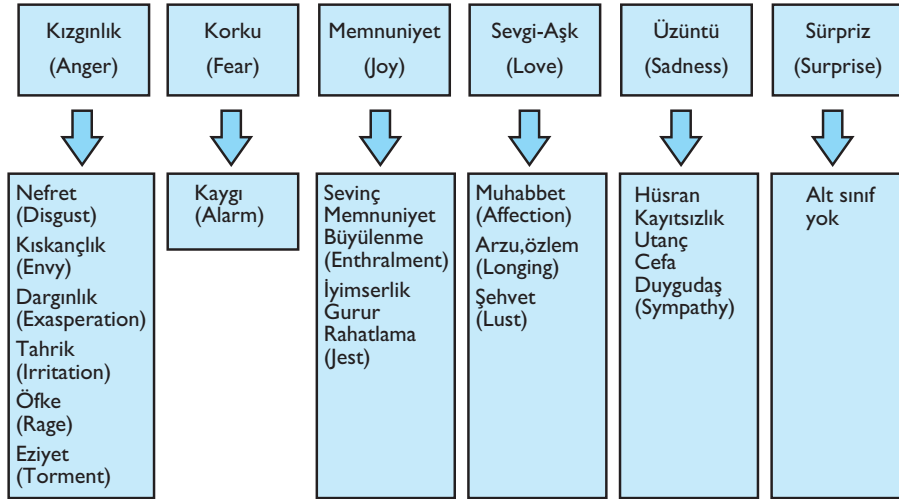 Kızgınlık
(Anger)
Korku
(Fear)
Memnuniyet
(Joy)
Sevgi-Aşk
(Love)
Üzüntü
(Sadness)
Sürpriz
(Surprise)
Nefret
(Disgust)
Kıskançlık
(Envy)
Dargınlık
(Exasperation)
Tahrik
(Irritation)
Öfke
(Rage)
Eziyet
(Torment)
Kaygı
(Alarm)
Sevinç
Memnuniyet
Büyülenme
(Enthralment)
İyimserlik
Gurur
Rahatlama
(Jest)
Muhabbet
(Affection)
Arzu,özlem
(Longing)
Şehvet
(Lust)
Hüsran
Kayıtsızlık
Utanç
Cefa
Duygudaş
(Sympathy)
Alt sınıf
yok